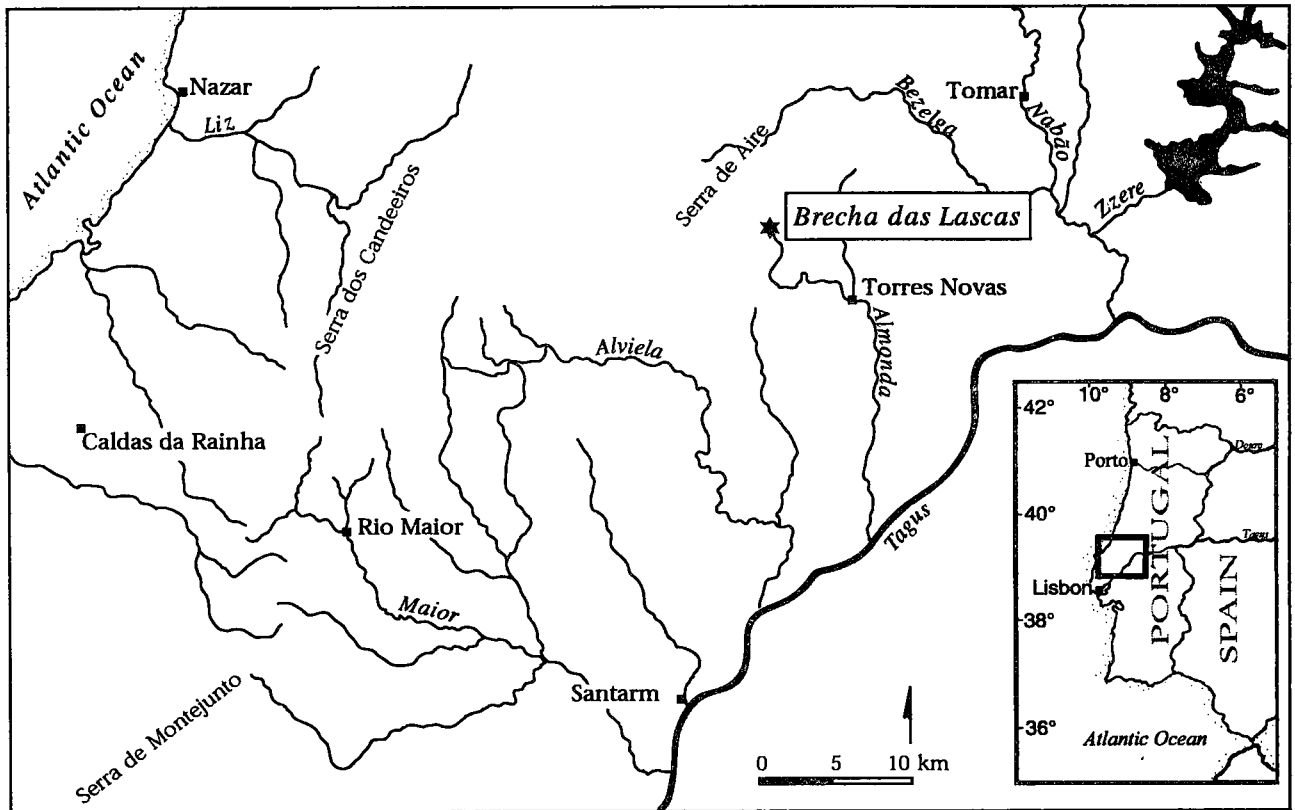 Atlantic Ocean
Nazar
Liz
Serra dos Candeeiros
Serra de Aire
Bezelga
Tomar
Nabão
Zzere
Brecha das Lascas
Torres Novas
Almonda
Alviela
Caldas da Rainha
Rio Maior
Maior
Tagus
Santarm
Serra de Montejunto
0 5 10 km
10° 8° 6°
42°
Porto
PORTUGAL
40°
SPAIN
Lisbon
38°
36°
Atlantic Ocean